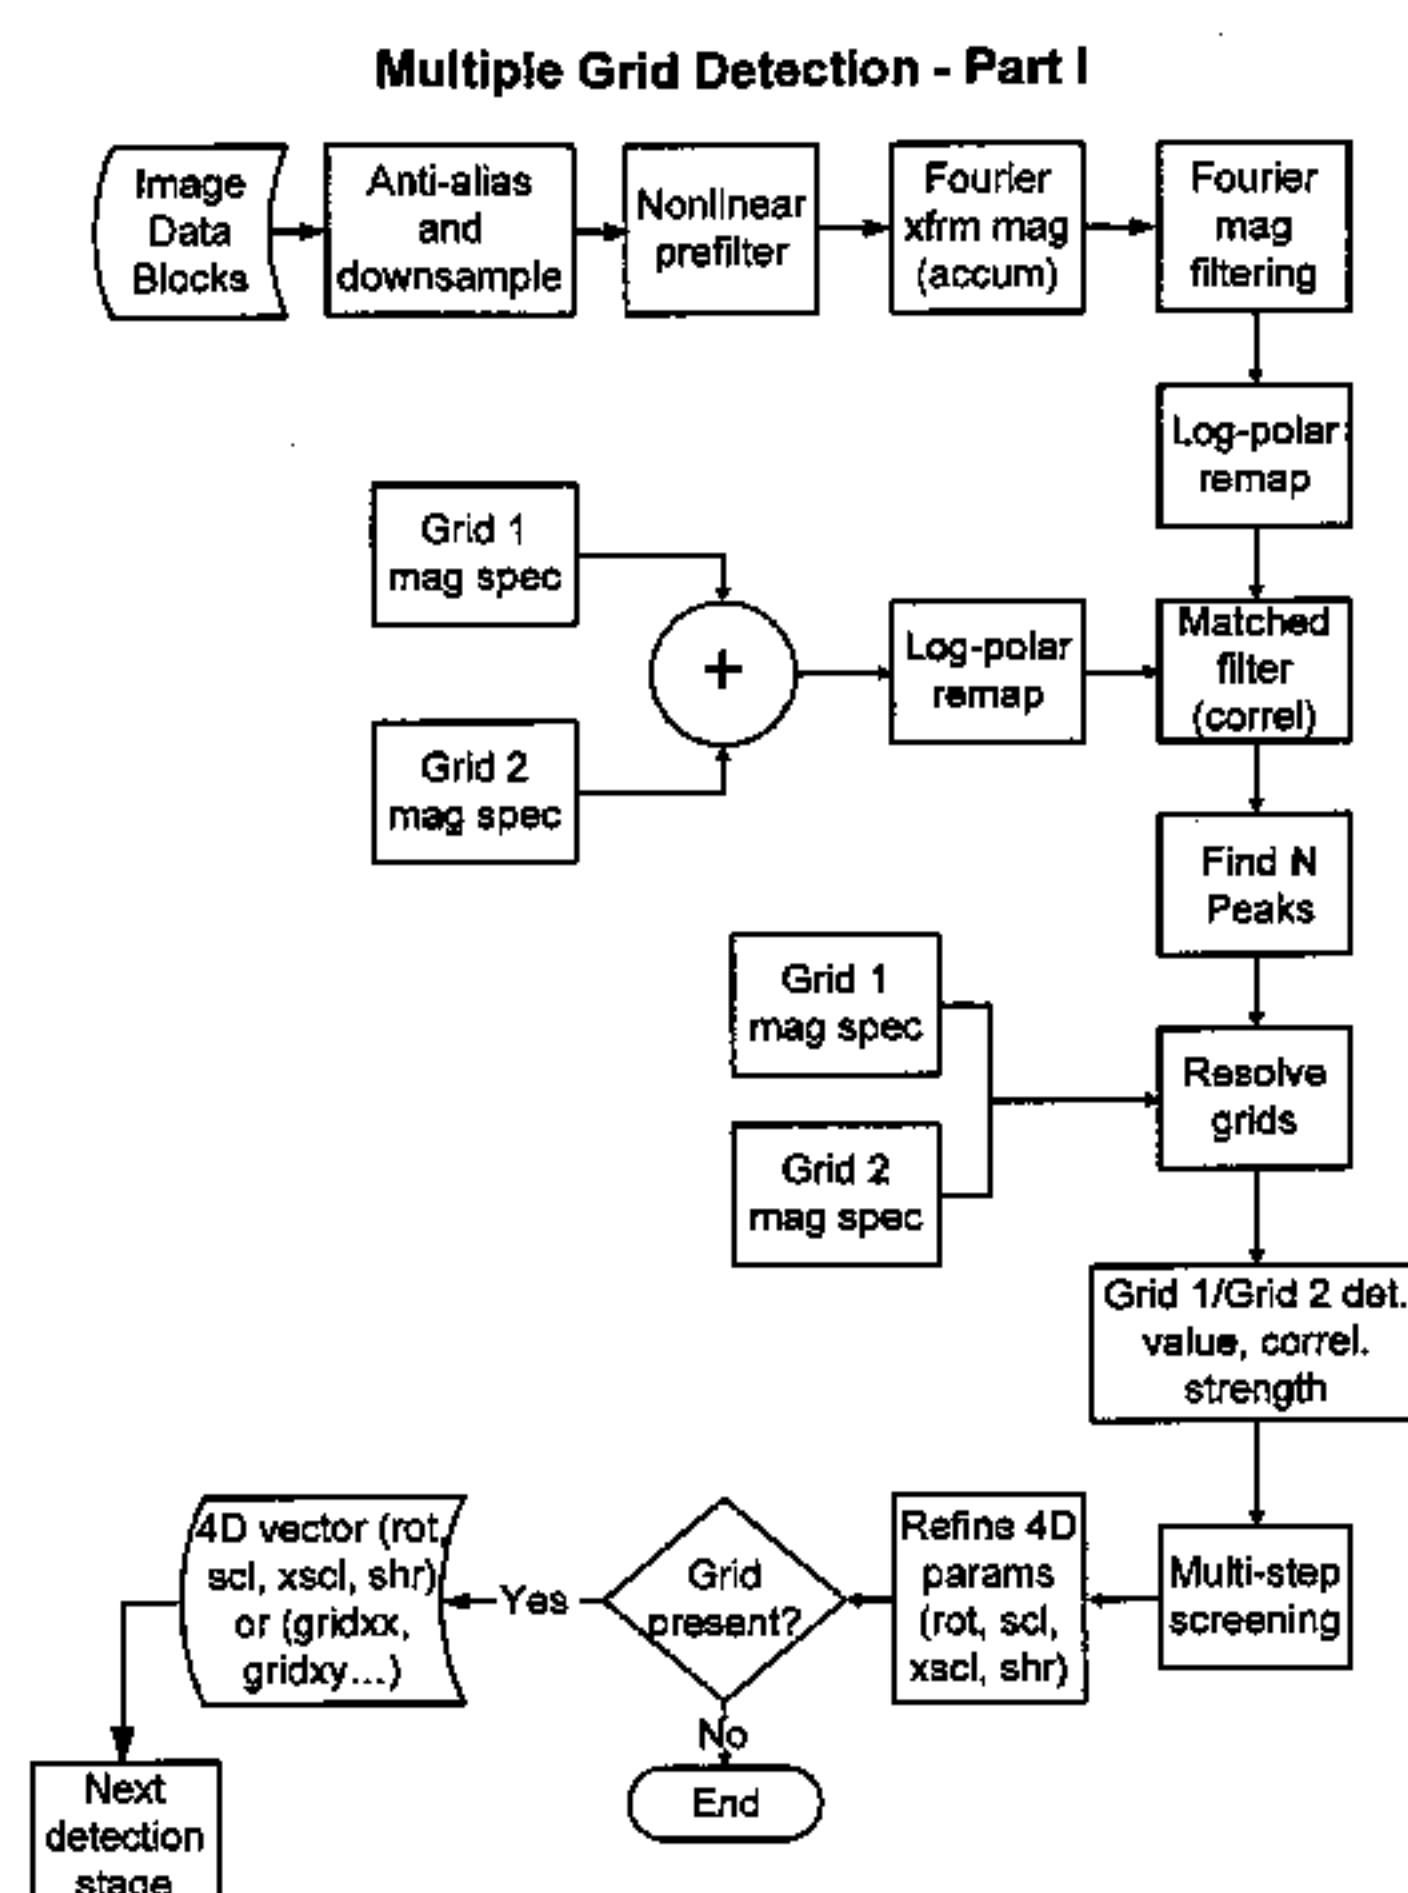 Multiple Grid Detection - Part I
Image
Data
Blocks
Anti-alias
and
downsample
Nonlinear
prefilter
Fourier
xfrm mag
(accum)
Fourier
mag
filtering
Log-polar
remap
Grid 1
mag spec
+
Grid 2
mag spec
Log-polar
remap
Matched
filter
(correl)
Find N
Peaks
Grid 1
mag spec
Grid 2
mag spec
Resolve
grids
Grid 1/Grid 2 det.
value, correl.
strength
Multi-step
screening
Refine 4D
params
(rot, scl,
xscl, shr)
Grid
present?
Yes
4D vector (rot,
scl, xscl, shr)
or (gridxx,
gridxy...)
No
End
Next
detection
stage